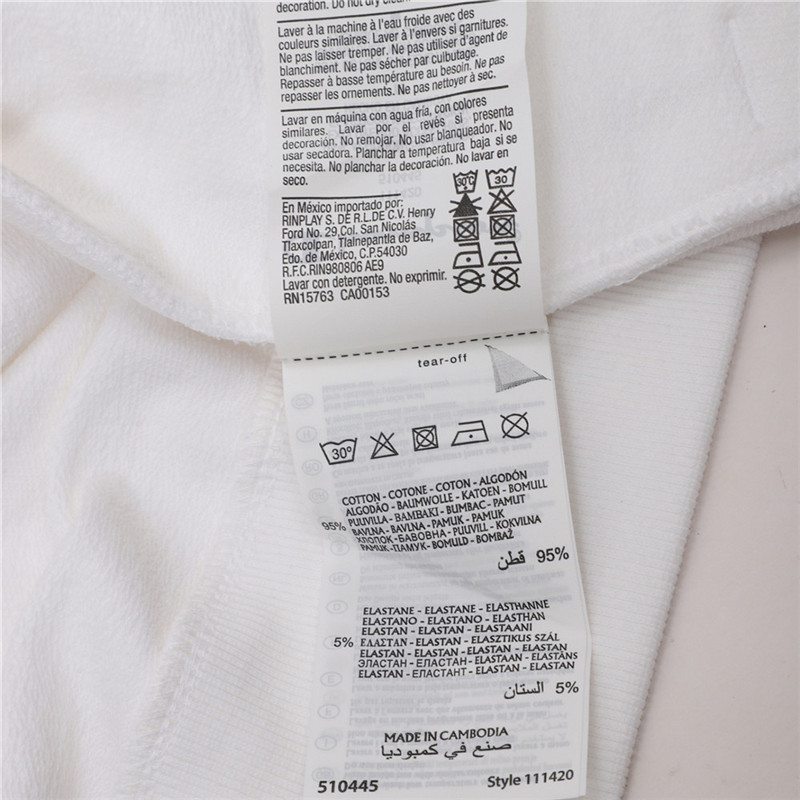 decoration. Do not dry clean.
Laver à la machine à l'eau froide avec des
couleurs similaires. Laver à l'envers si garnitures.
Ne pas laisser tremper. Ne pas utiliser d'agent de
blanchiment. Ne pas sécher par culbutage.
Repasser à basse température au besoin. Ne pas
repasser les ornements. Ne pas nettoyer à sec.
Lavar en máquina con agua fría, con colores
similares. Lavar por el revés si presenta
decoración. No remojar. No usar blanqueador. No
usar secadora. Planchar a temperatura baja si se
necesita. No planchar la decoración. No lavar en
seco.
En México importado por:
RINPLAY S. DE R.L.DE C.V. Henry
Ford No. 29,Col. San Nicolás
Tlaxcolpan, Tlalnepantla de Baz,
Edo. de México, C.P.54030
R.F.C.RIN980806 AE9
Lavar con detergente. No exprimir.
RN15763 CA00153
30°C 30
tear-off
30°
COTTON - COTONE - COTON - ALGODÓN
ALGODÃO - BAUMWOLLE - KATOEN - BOMULL
PUUVILLA - BAMBAKI - BUMBAC - PAMUT
95% BAVLNA - BAVLNA - PAMUK - PAMUK
ХЛОПОК - БАВОВНА - PUUVILL - KOKVILNA
PAMUK - ПАМУК - BOMULD - BOMBAŽ
95% قطن
ELASTANE - ELASTANE - ELASTHANNE
ELASTANO - ELASTANO - ELASTHAN
ELASTAN - ELASTAN - ELASTAANI
5% ΕΛΑΣΤΑΝ - ELASTAN - ELASZTIKUS SZÁL
ELASTAN - ELASTAN - ELASTAN - ELASTAN
ЭЛАСТАН - ЕЛАСТАН - ELASTAAN - ELASTĀNS
ELASTAN - ЕЛАСТАНТ - ELASTAN - ELASTAN
5% الستان
MADE IN CAMBODIA
صنع في كمبوديا
510445 Style 111420